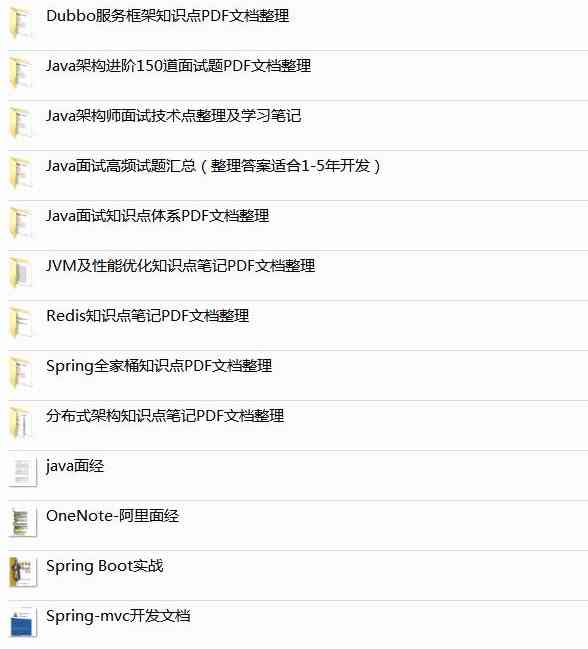 Dubbo服务框架知识点PDF文档整理
Java架构进阶150道面试题PDF文档整理
Java架构师面试技术点整理及学习笔记
Java面试高频试题汇总（整理答案适合1-5年开发）
Java面试知识点体系PDF文档整理
JVM及性能优化知识点笔记PDF文档整理
Redis知识点笔记PDF文档整理
Spring全家桶知识点PDF文档整理
分布式架构知识点笔记PDF文档整理
java面经
OneNote-阿里面经
Spring Boot实战
Spring-mvc开发文档